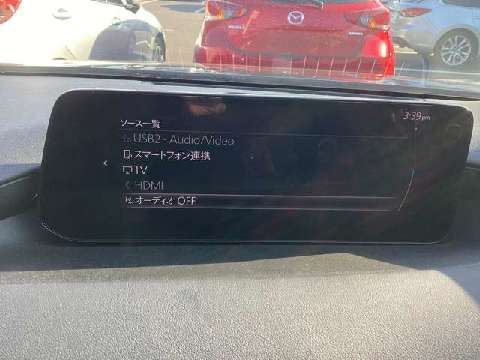 3:39pm
ソース一覧
USB2 - Audio/Video
スマートフォン連携
TV
HDMI
オーディオ OFF